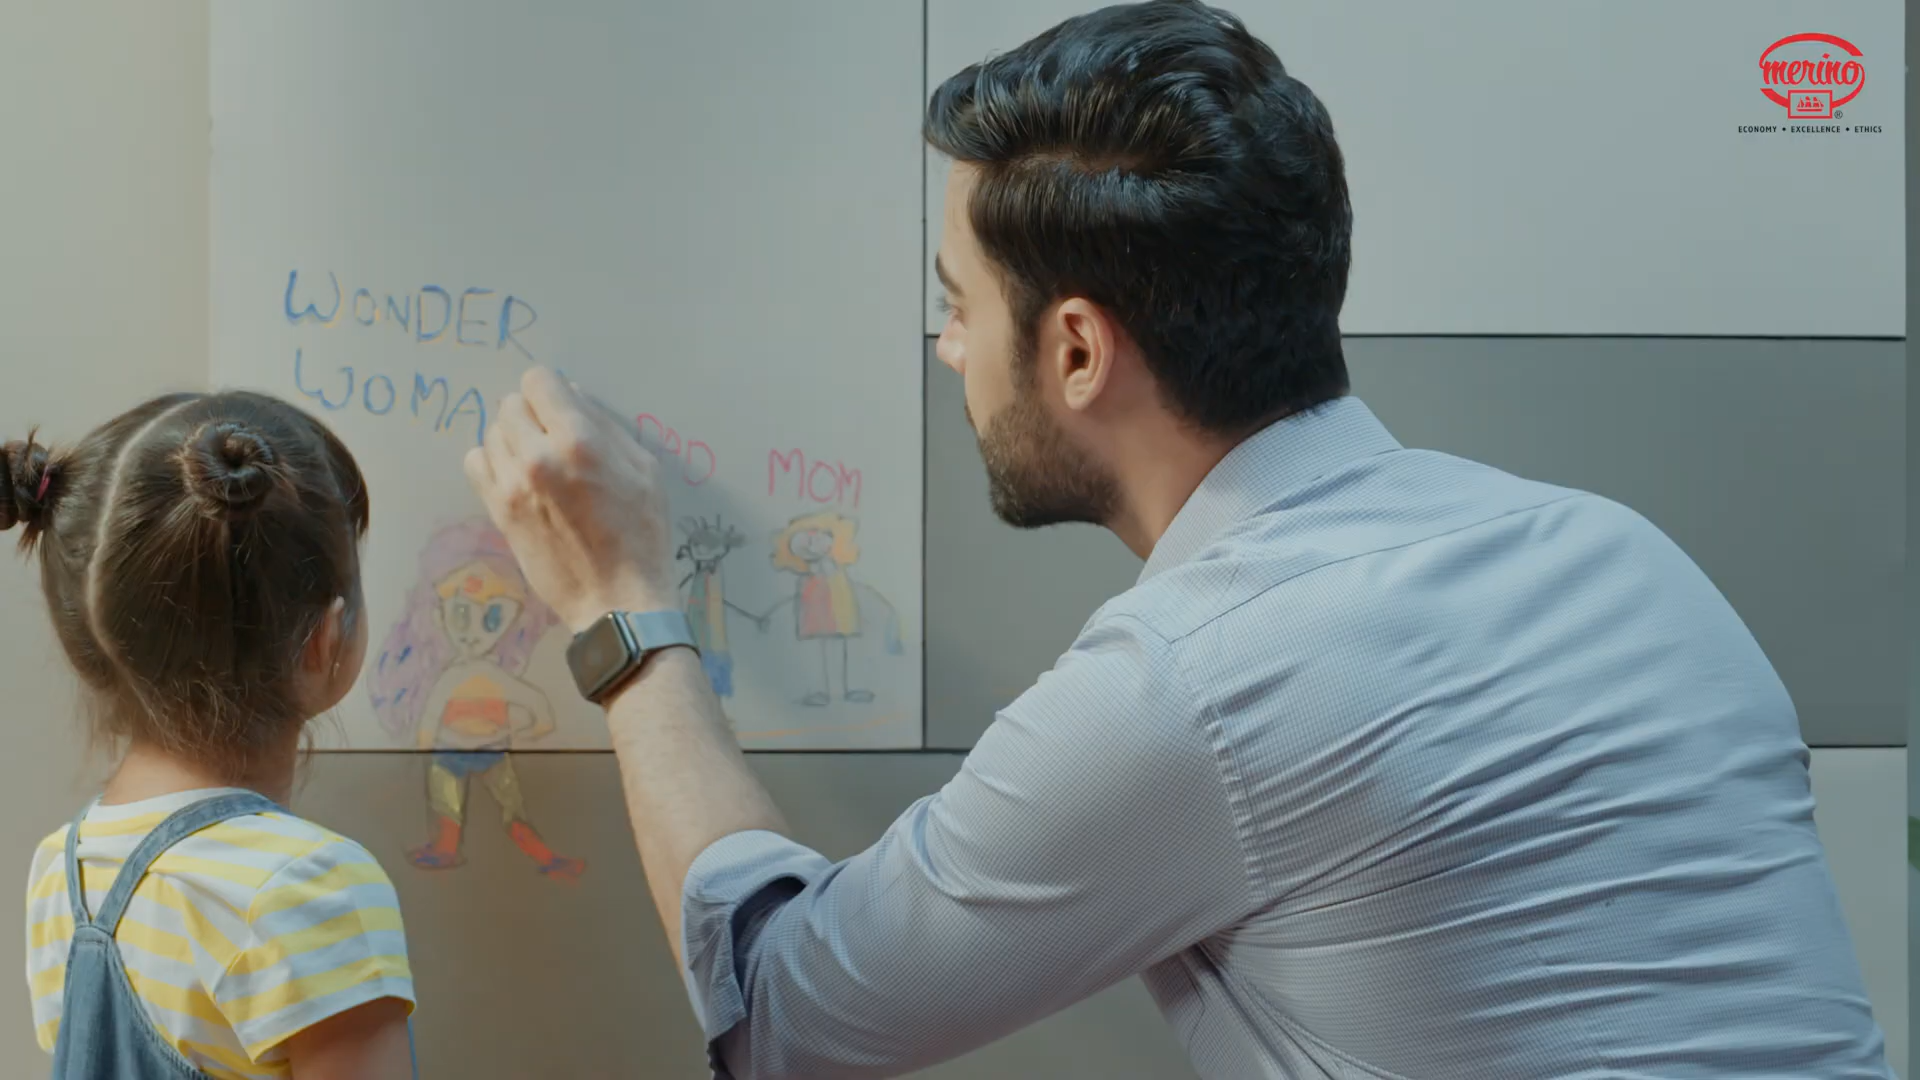 merino
ECONOMY • EXCELLENCE • ETHICS
WONDER
WOMA
DAD
MOM